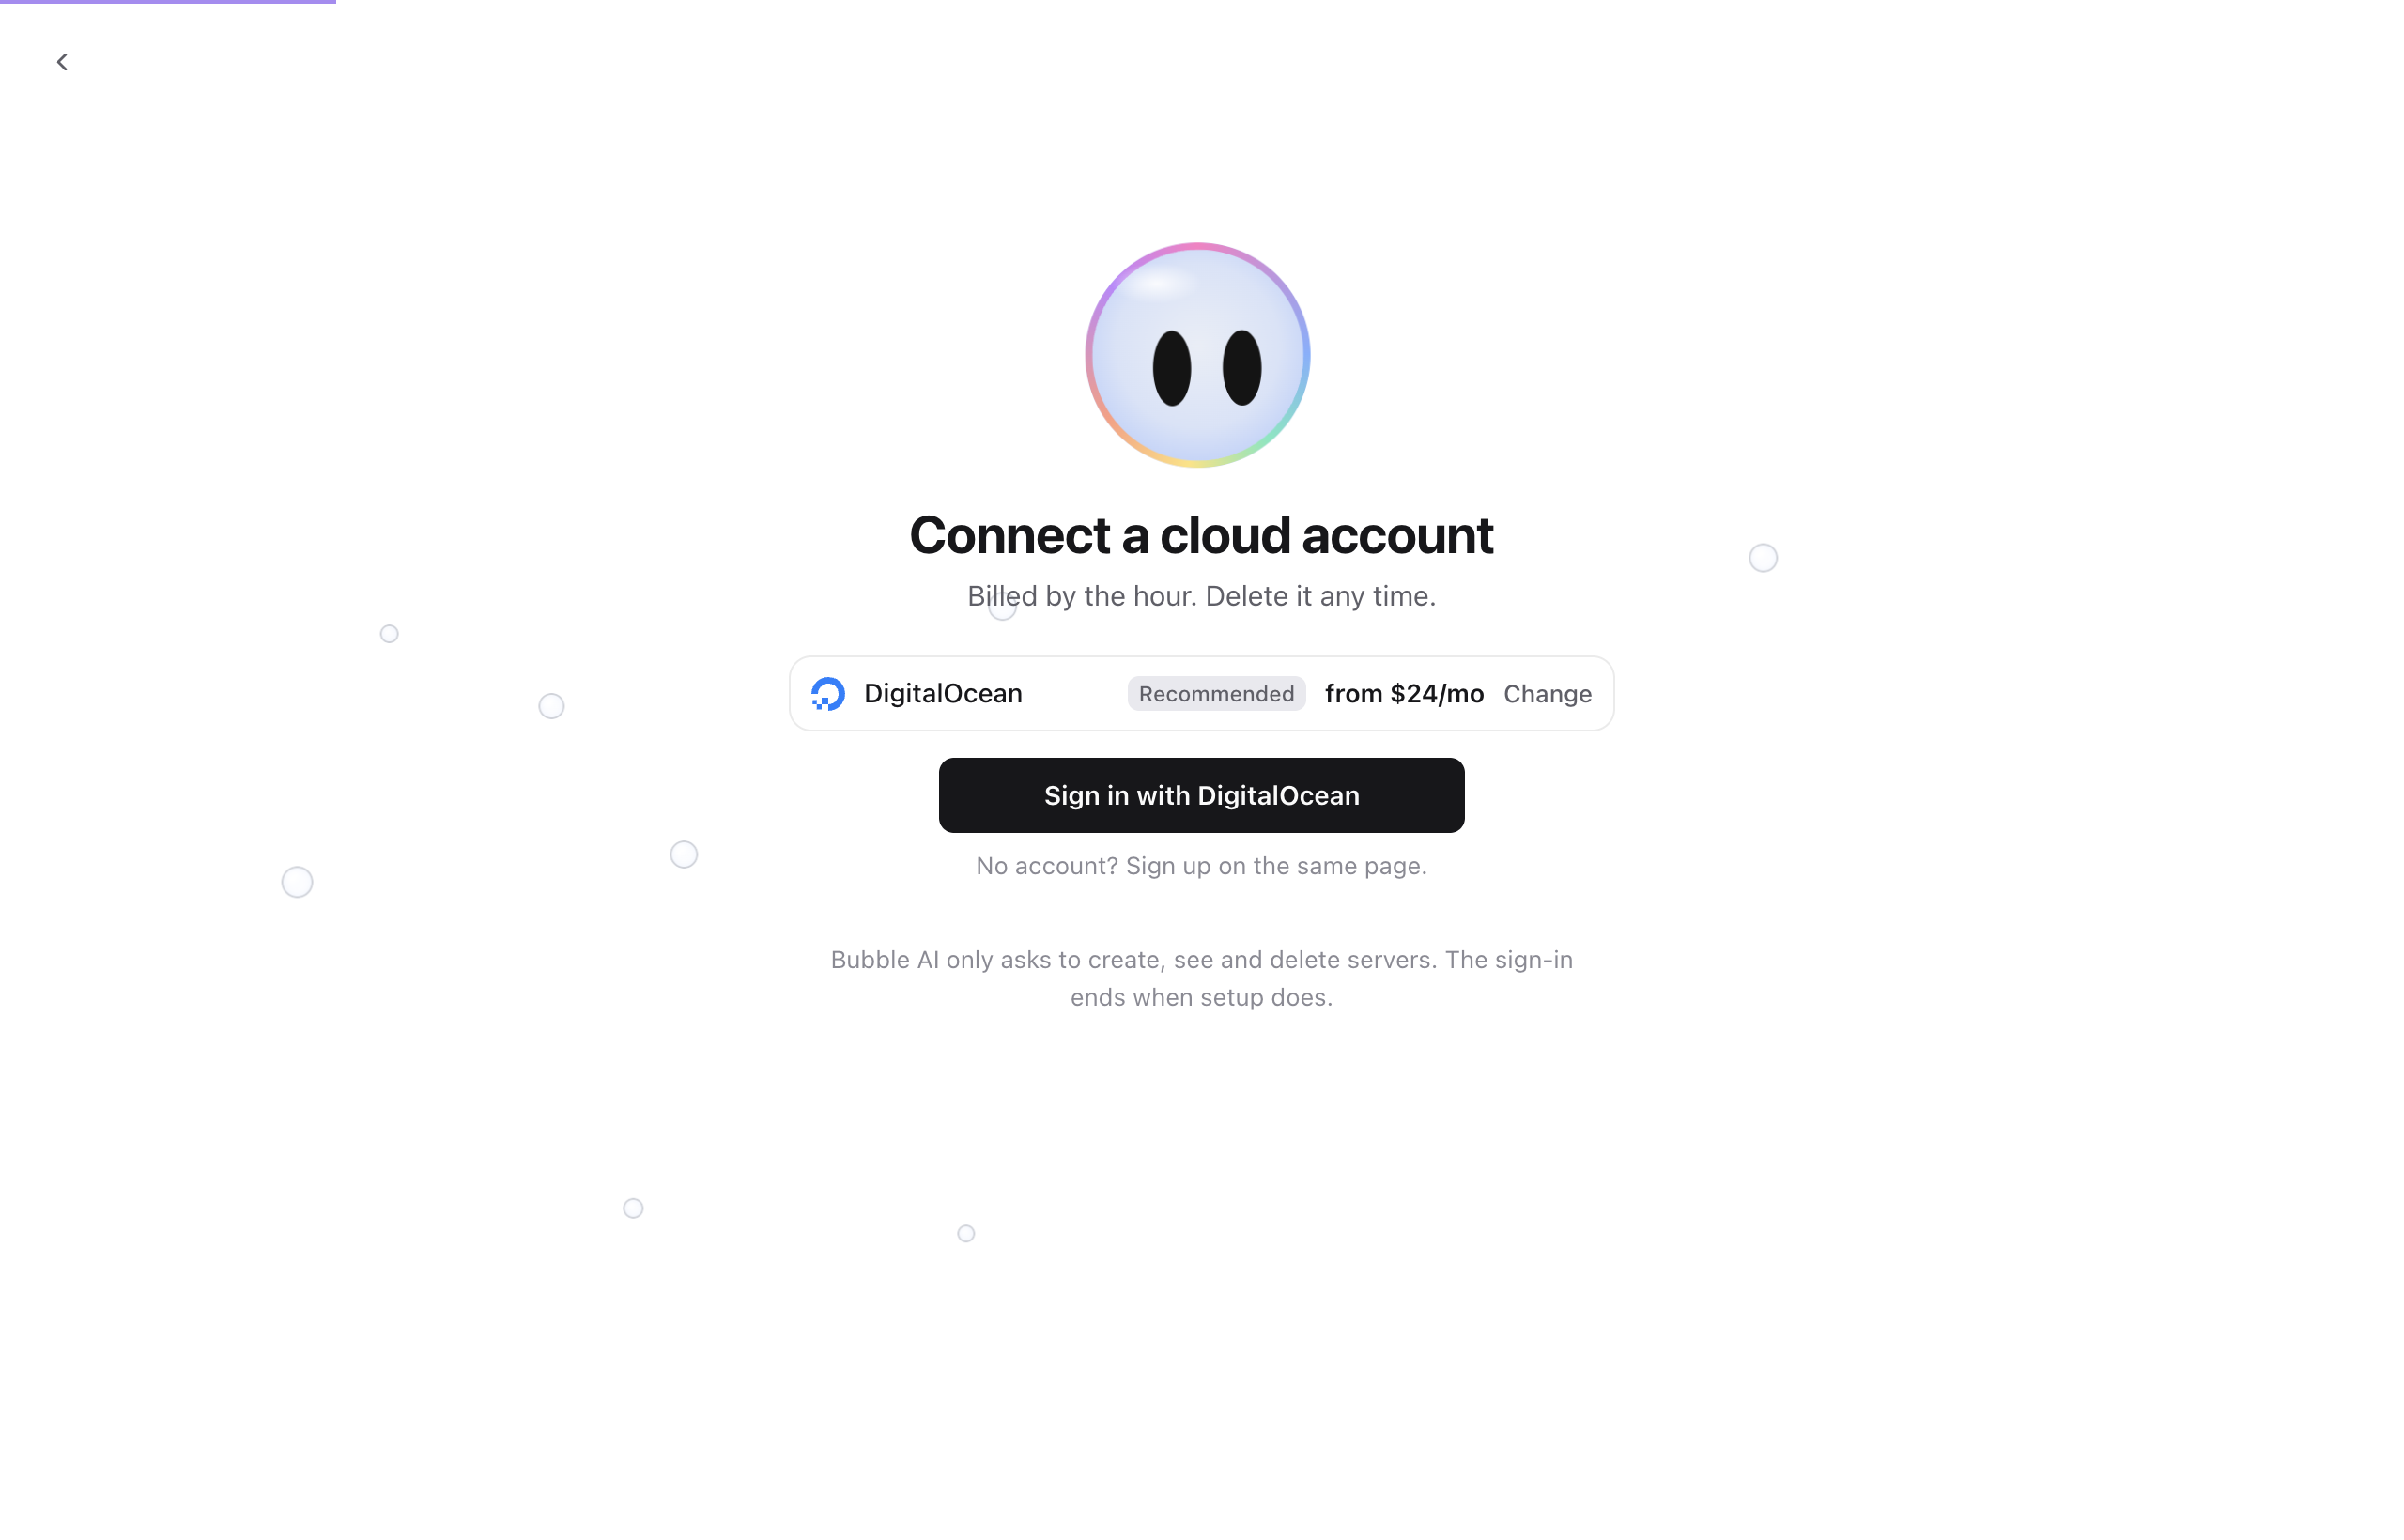 Connect a cloud account
Billed by the hour. Delete it any time.
DigitalOcean Recommended from $24/mo Change
Sign in with DigitalOcean
No account? Sign up on the same page.
Bubble AI only asks to create, see and delete servers. The sign-in
ends when setup does.